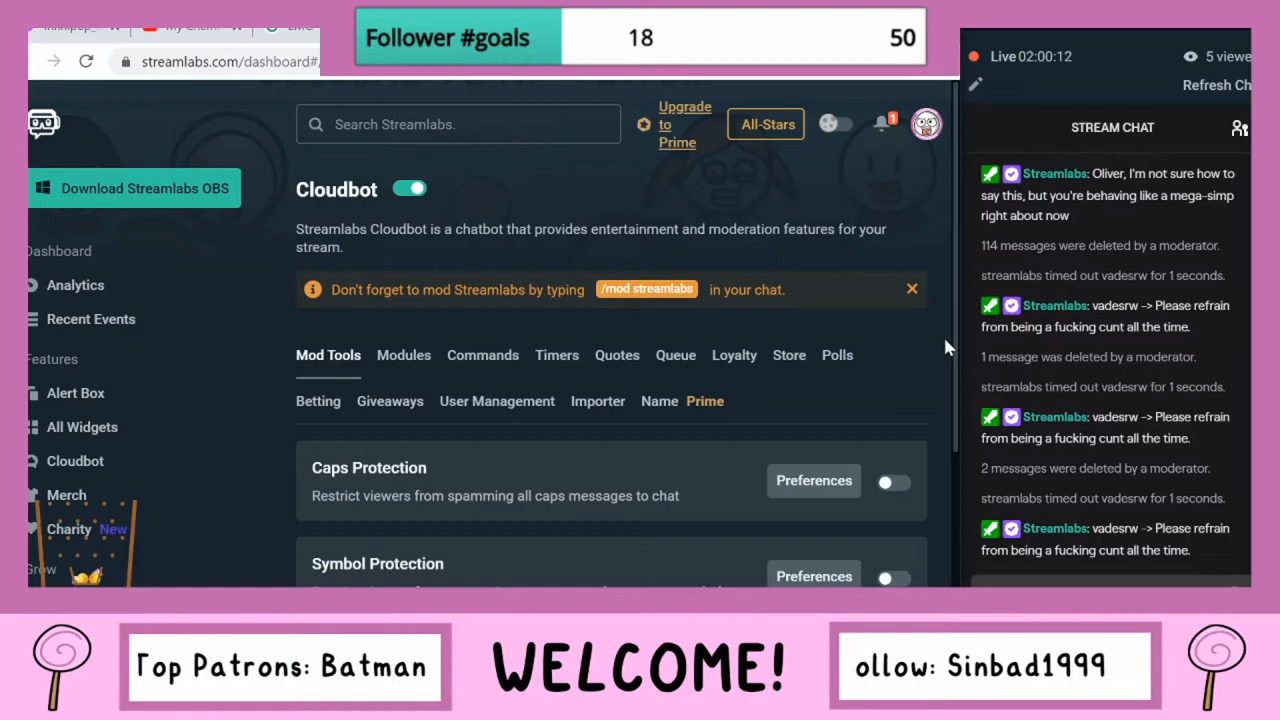 Follower #goals 18 50
streamlabs.com/dashboard#/
Search Streamlabs.
Upgrade
to
Prime
All-Stars
1
Download Streamlabs OBS
Cloudbot
Streamlabs Cloudbot is a chatbot that provides entertainment and moderation features for your
stream.
Don't forget to mod Streamlabs by typing /mod streamlabs in your chat.
Dashboard
Analytics
Recent Events
Features
Alert Box
All Widgets
Cloudbot
Merch
Charity New
Grow
Mod Tools Modules Commands Timers Quotes Queue Loyalty Store Polls
Betting Giveaways User Management Importer Name Prime
Caps Protection
Restrict viewers from spamming all caps messages to chat
Preferences
Symbol Protection
Preferences
Live 02:00:12 5 viewe
Refresh Ch
STREAM CHAT
Streamlabs: Oliver, I'm not sure how to
say this, but you're behaving like a mega-simp
right about now
114 messages were deleted by a moderator.
streamlabs timed out vadesrw for 1 seconds.
Streamlabs: vadesrw -> Please refrain
from being a fucking cunt all the time.
1 message was deleted by a moderator.
streamlabs timed out vadesrw for 1 seconds.
Streamlabs: vadesrw -> Please refrain
from being a fucking cunt all the time.
2 messages were deleted by a moderator.
streamlabs timed out vadesrw for 1 seconds.
Streamlabs: vadesrw -> Please refrain
from being a fucking cunt all the time.
Top Patrons: Batman
WELCOME!
ollow: Sinbad1999